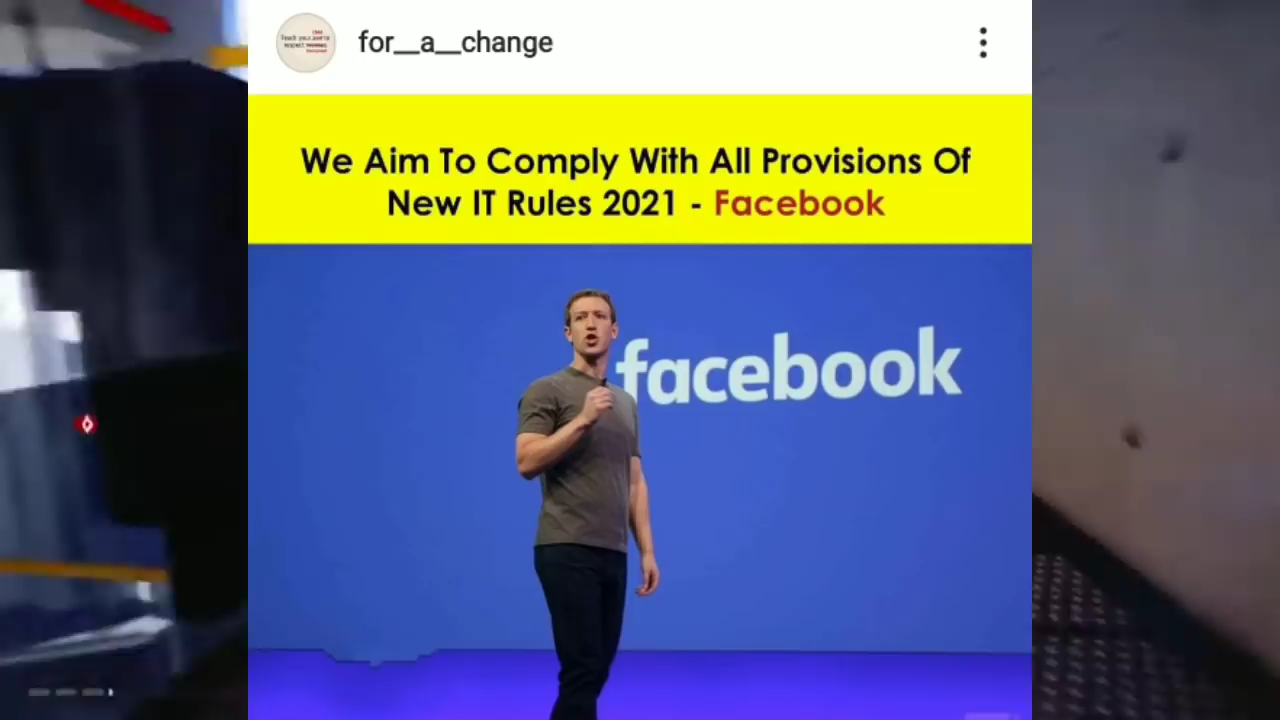 for__a__change
We Aim To Comply With All Provisions Of
New IT Rules 2021 - Facebook
facebook